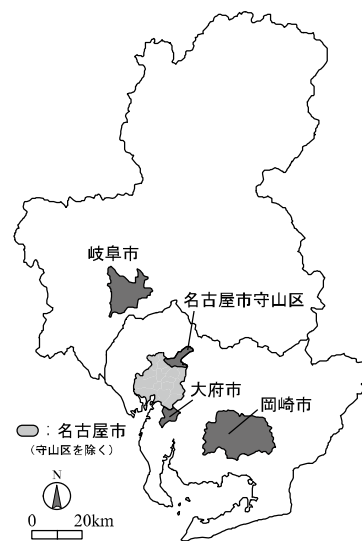 岐阜市
名古屋市守山区
大府市
岡崎市
：名古屋市
（守山区を除く）
N
0 20km